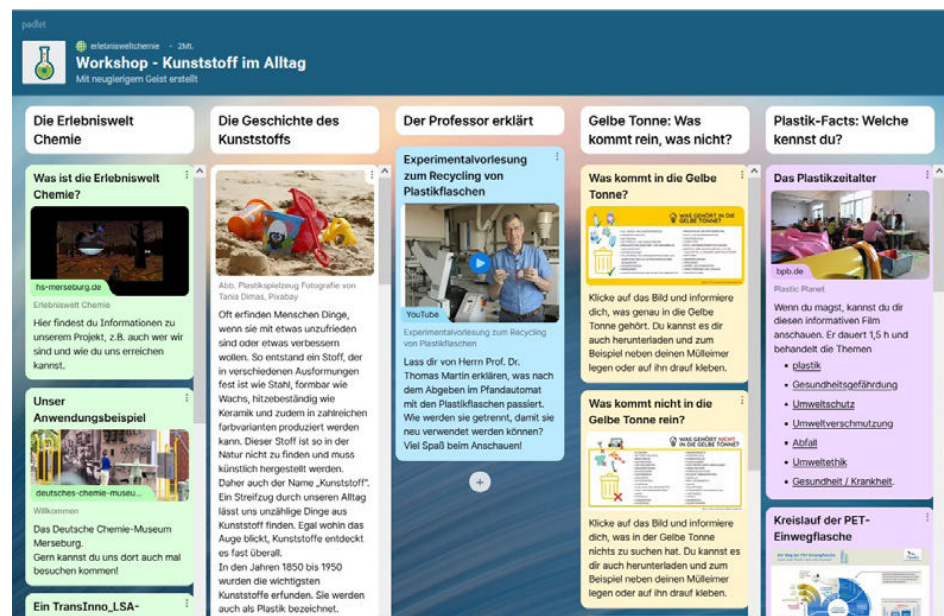 padlet
erlebnisweltchemie · 2Mt.
Workshop - Kunststoff im Alltag
Mit neugierigem Geist erstellt
Die Erlebniswelt
Chemie
Was ist die Erlebniswelt
Chemie?
hs-merseburg.de
Erlebniswelt Chemie
Hier findest du Informationen zu
unserem Projekt, z.B. auch wer wir
sind und wie du uns erreichen
kannst.
Unser
Anwendungsbeispiel
deutsches-chemie-museu...
Willkommen
Das Deutsche Chemie-Museum
Merseburg.
Gern kannst du uns dort auch mal
besuchen kommen!
Ein TransInno_LSA-
Die Geschichte des
Kunststoffs
Abb. Plastikspielzeug Fotografie von
Tania Dimas, Pixabay
Oft erfinden Menschen Dinge,
wenn sie mit etwas unzufrieden
sind oder etwas verbessern
wollen. So entstand ein Stoff, der
in verschiedenen Ausformungen
fest ist wie Stahl, formbar wie
Wachs, hitzebeständig wie
Keramik und zudem in zahlreichen
farbvarianten produziert werden
kann. Dieser Stoff ist so in der
Natur nicht zu finden und muss
künstlich hergestellt werden.
Daher auch der Name „Kunststoff".
Ein Streifzug durch unseren Alltag
lässt uns unzählige Dinge aus
Kunststoff finden. Egal wohin das
Auge blickt, Kunststoffe entdeckt
es fast überall.
In den Jahren 1850 bis 1950
wurden die wichtigsten
Kunststoffe erfunden. Sie werden
auch als Plastik bezeichnet.
Der Professor erklärt
Experimentalvorlesung
zum Recycling von
Plastikflaschen
YouTube
Experimentalvorlesung zum Recycling
von Plastikflaschen
Lass dir von Herrn Prof. Dr.
Thomas Martin erklären, was nach
dem Abgeben im Pfandautomat
mit den Plastikflaschen passiert.
Wie werden sie getrennt, damit sie
neu verwendet werden können?
Viel Spaß beim Anschauen!
Gelbe Tonne: Was
kommt rein, was nicht?
Was kommt in die Gelbe
Tonne?
WAS GEHÖRT IN DIE
GELBE TONNE?
Klicke auf das Bild und informiere
dich, was genau in die Gelbe
Tonne gehört. Du kannst es dir
auch herunterladen und zum
Beispiel neben deinen Mülleimer
legen oder auf ihn drauf kleben.
Was kommt nicht in die
Gelbe Tonne rein?
WAS GEHÖRT NICHT
IN DIE GELBE TONNE?
Klicke auf das Bild und informiere
dich, was in der Gelben Tonne
nichts zu suchen hat. Du kannst es
dir auch herunterladen und zum
Beispiel neben deinen Mülleimer
legen oder auf ihn drauf kleben.
Plastik-Facts: Welche
kennst du?
Das Plastikzeitalter
bpb.de
Plastic Planet
Wenn du magst, kannst du dir
diesen informativen Film
anschauen. Er dauert 1,5 h und
behandelt die Themen
• plastik
• Gesundheitsgefährdung
• Umweltschutz
• Umweltverschmutzung
• Abfall
• Umweltethik
• Gesundheit / Krankheit.
Kreislauf der PET-
Einwegflasche